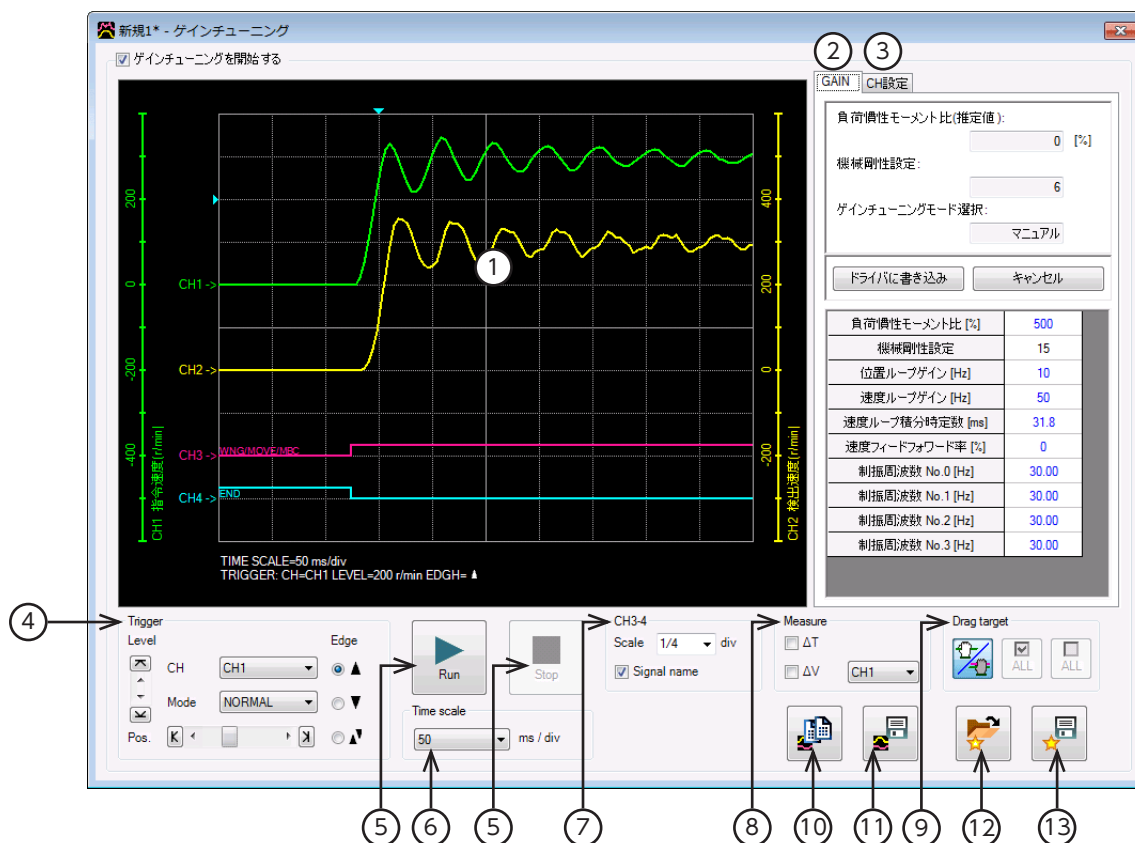 新規1* - ゲインチューニング
ゲインチューニングを開始する
② ③
GAIN CH設定
負荷慣性モーメント比(推定値):
0 [%]
機械剛性設定:
6
ゲインチューニングモード選択:
マニュアル
ドライバに書き込み キャンセル
負荷慣性モーメント比 [%] 500
機械剛性設定 15
位置ループゲイン [Hz] 10
速度ループゲイン [Hz] 50
速度ループ積分時定数 [ms] 31.8
速度フィードフォワード率 [%] 0
制振周波数 No.0 [Hz] 30.00
制振周波数 No.1 [Hz] 30.00
制振周波数 No.2 [Hz] 30.00
制振周波数 No.3 [Hz] 30.00
200
0
-200
-400
CH1 指令速度[r/min]
CH1 ->
CH2 ->
CH3 -> WNG/MOVE/MBC
CH4 -> END
①
400
200
0
-200
CH2 検出速度[r/min]
TIME SCALE=50 ms/div
TRIGGER: CH=CH1 LEVEL=200 r/min EDGH=
④
Trigger
Level Edge
CH CH1
Mode NORMAL
Pos.
Run
Stop
Time scale
50 ms / div
CH3-4
Scale 1/4 div
Signal name
Measure
ΔT
ΔV CH1
Drag target
ALL ALL
⑤ ⑥ ⑤ ⑦ ⑧ ⑩ ⑪ ⑨ ⑫ ⑬